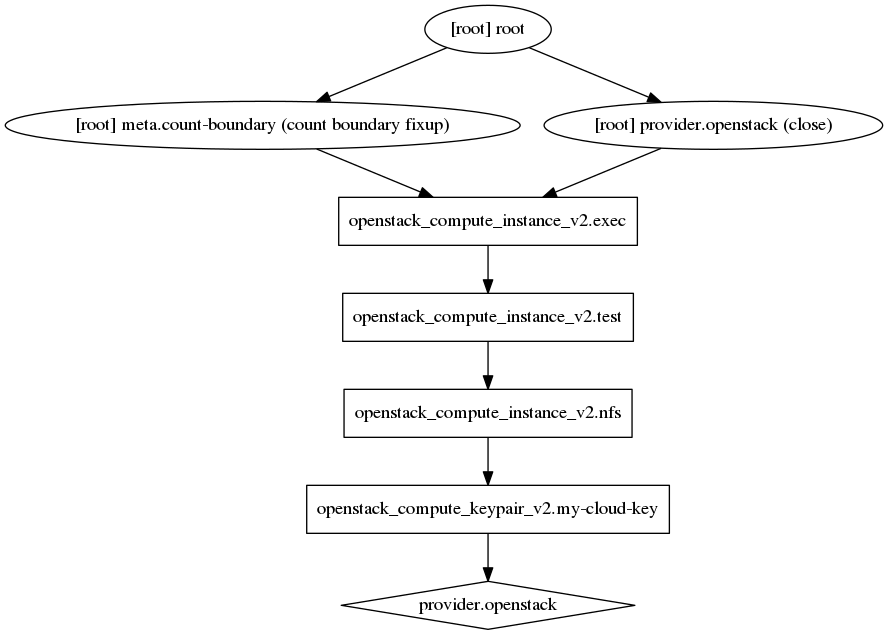 [root] root
[root] meta.count-boundary (count boundary fixup)
[root] provider.openstack (close)
openstack_compute_instance_v2.exec
openstack_compute_instance_v2.test
openstack_compute_instance_v2.nfs
openstack_compute_keypair_v2.my-cloud-key
provider.openstack